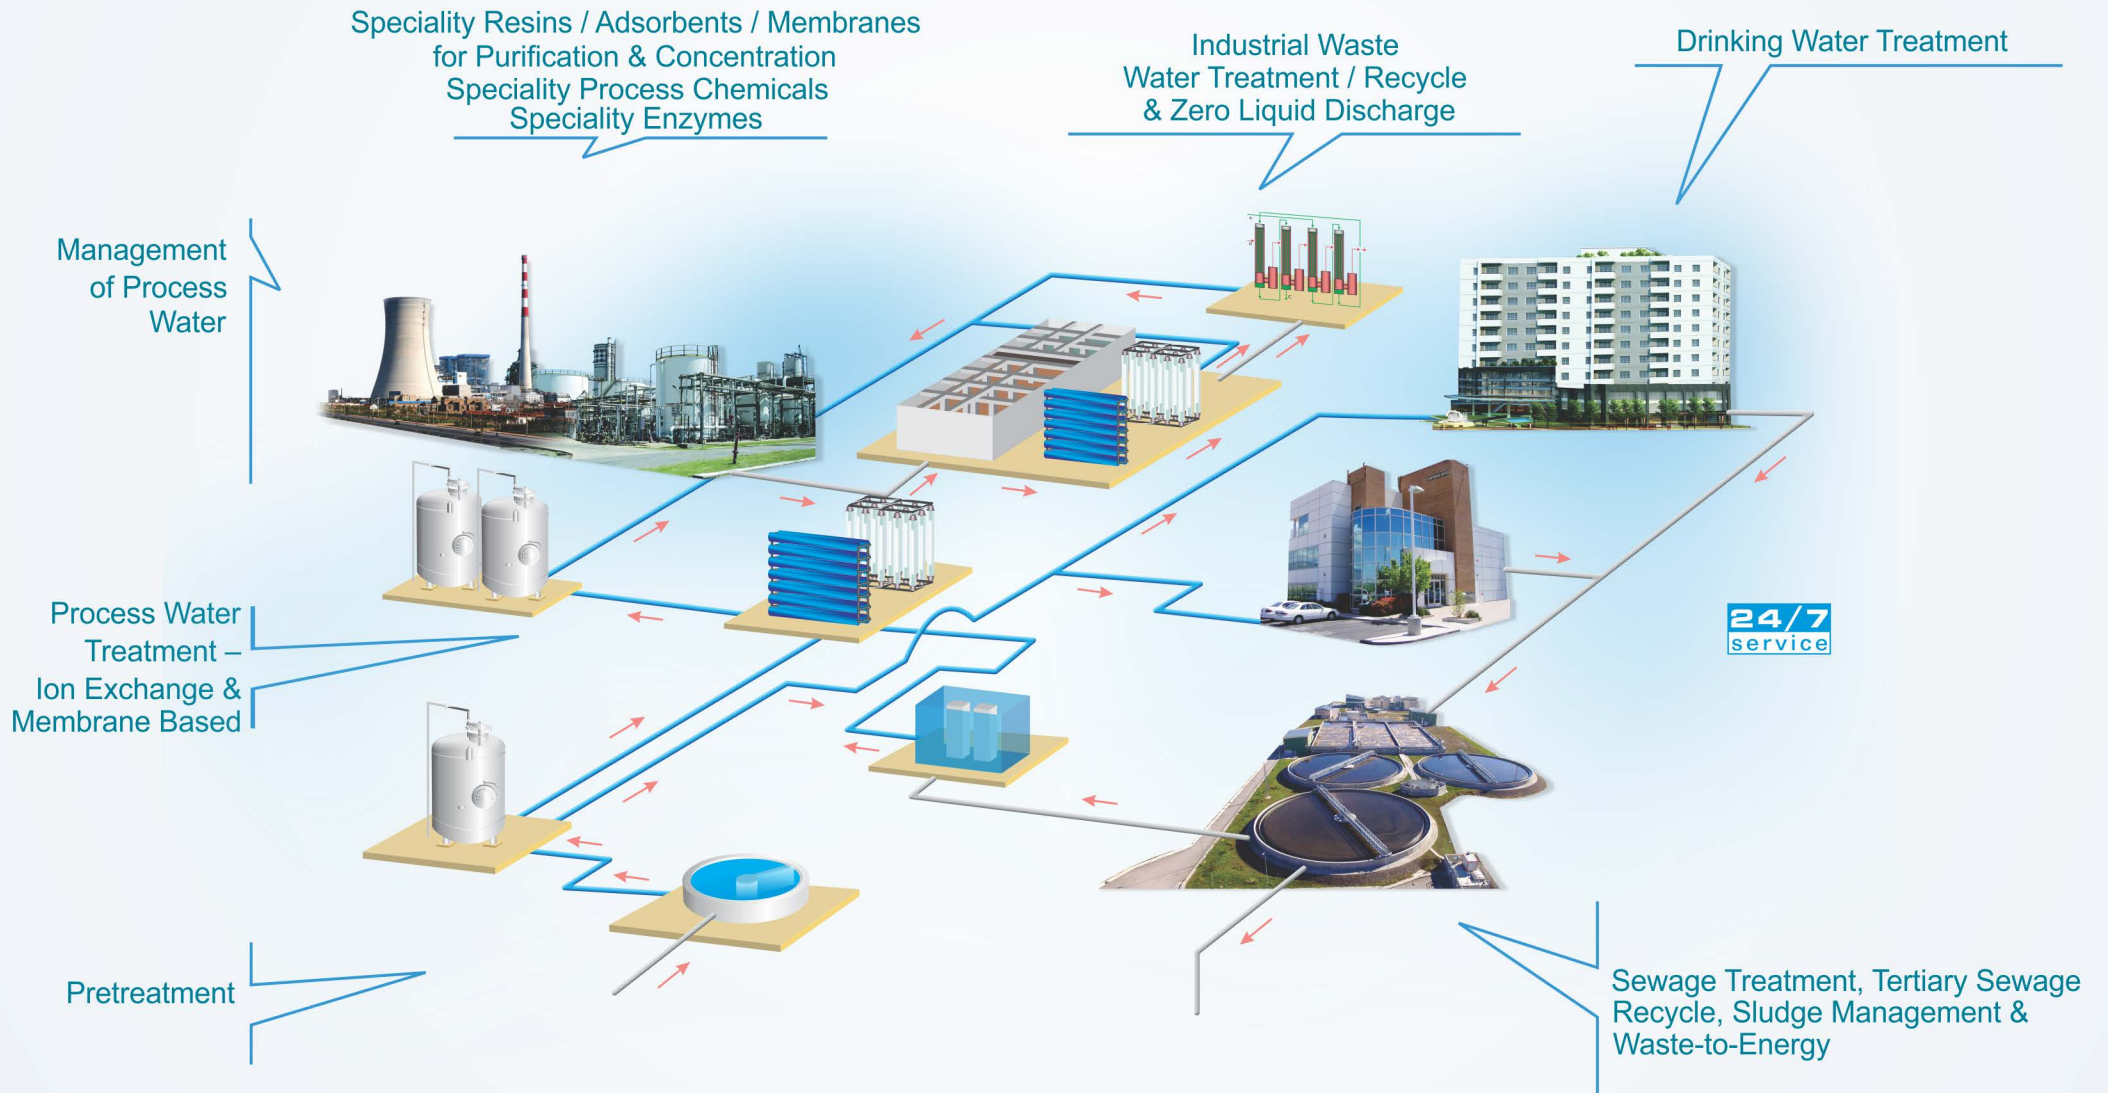 Speciality Resins / Adsorbents / Membranes
for Purification & Concentration
Speciality Process Chemicals
Speciality Enzymes
Industrial Waste
Water Treatment / Recycle
& Zero Liquid Discharge
Drinking Water Treatment
Management
of Process
Water
Process Water
Treatment –
Ion Exchange &
Membrane Based
24/7
service
Pretreatment
Sewage Treatment, Tertiary Sewage
Recycle, Sludge Management &
Waste-to-Energy